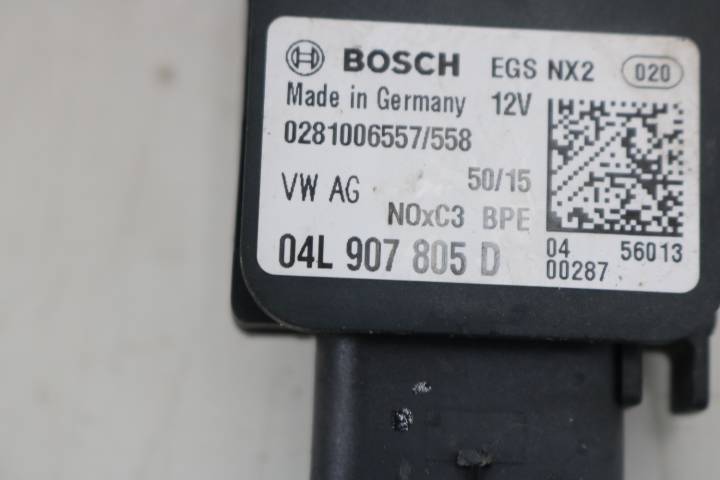 BOSCH EGS NX2 020
Made in Germany 12V
0281006557/558
VW AG 50/15
NOxC3 BPE
04L 907 805 D
04 56013
00287